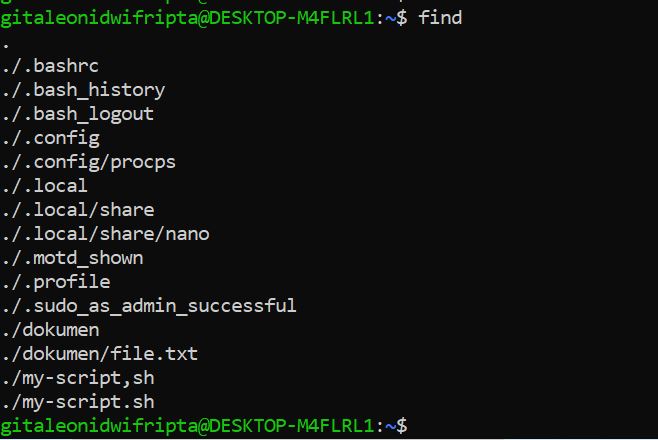 gitaleonidwifripta@DESKTOP-M4FLRL1:~$ find
.
./.bashrc
./.bash_history
./.bash_logout
./.config
./.config/procps
./.local
./.local/share
./.local/share/nano
./.motd_shown
./.profile
./.sudo_as_admin_successful
./dokumen
./dokumen/file.txt
./my-script,sh
./my-script.sh
gitaleonidwifripta@DESKTOP-M4FLRL1:~$